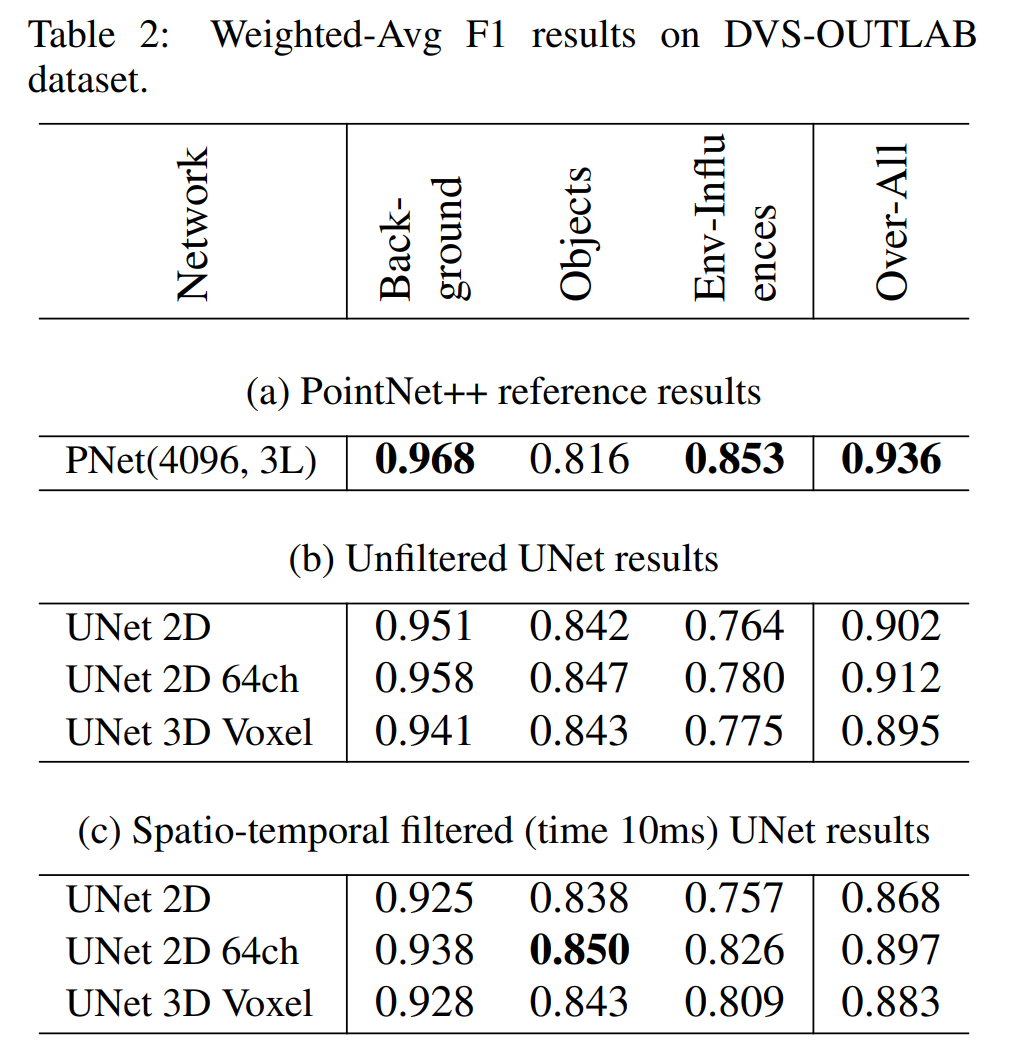 Table 2: Weighted-Avg F1 results on DVS-OUTLAB
dataset.
Network Back-ground Objects Env-Influ ences Over-All
(a) PointNet++ reference results
PNet(4096, 3L) 0.968 0.816 0.853 0.936
(b) Unfiltered UNet results
UNet 2D 0.951 0.842 0.764 0.902
UNet 2D 64ch 0.958 0.847 0.780 0.912
UNet 3D Voxel 0.941 0.843 0.775 0.895
(c) Spatio-temporal filtered (time 10ms) UNet results
UNet 2D 0.925 0.838 0.757 0.868
UNet 2D 64ch 0.938 0.850 0.826 0.897
UNet 3D Voxel 0.928 0.843 0.809 0.883